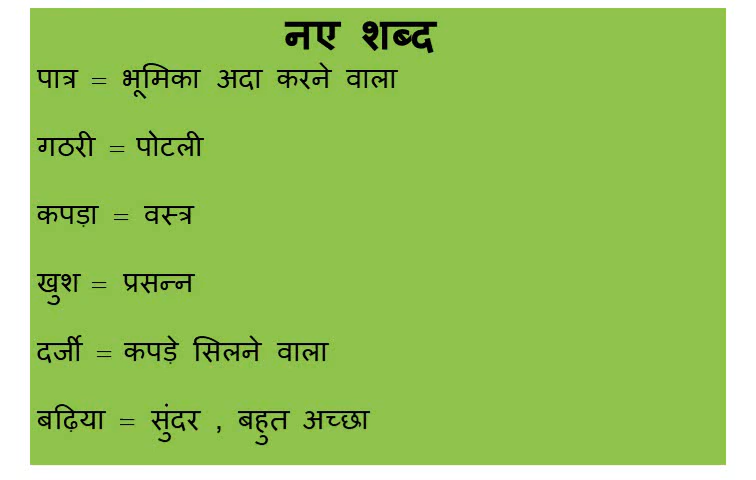 नए शब्द
पात्र = भूमिका अदा करने वाला
गठरी = पोटली
कपड़ा = वस्त्र
खुश = प्रसन्न
दर्जी = कपड़े सिलने वाला
बढ़िया = सुंदर , बहुत अच्छा